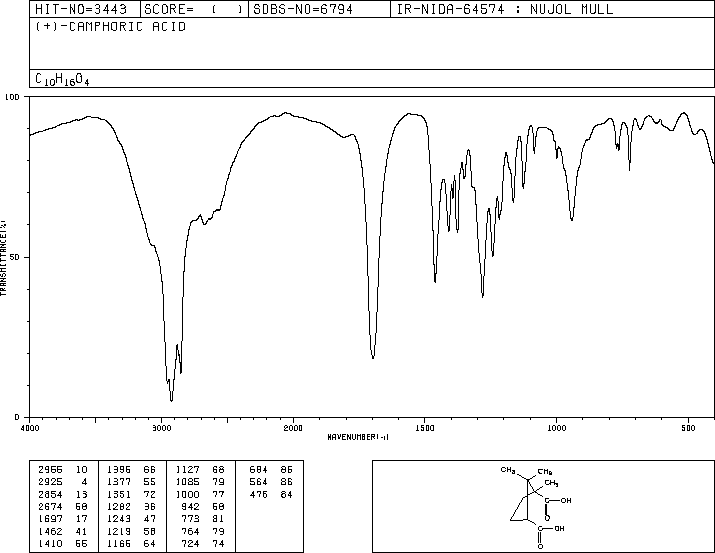 HIT-NO=3443 SCORE= ( ) SDBS-NO=6794 IR-NIDA-64574 : NUJOL MULL
(+)-CAMPHORIC ACID
C10H16O4
100
50
0
TRANSMITTANCE(%)
4000 3000 2000 1500 1000 500
WAVENUMBER(-1)
2955 10 1396 66 1127 68 684 86
2925 4 1377 55 1085 79 564 86
2854 13 1351 72 1000 77 476 84
2674 58 1282 36 942 60
1697 17 1243 47 773 81
1462 41 1219 58 764 79
1410 55 1166 64 724 74
CH3 CH3
CH3
C OH
O
C OH
O